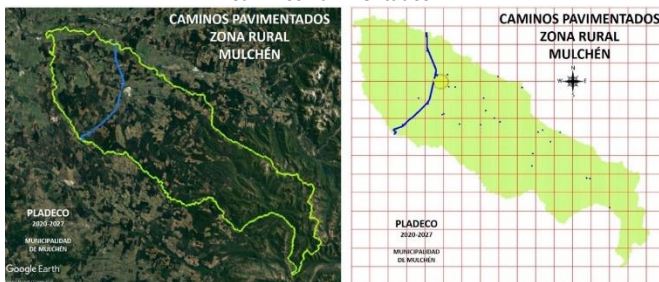 CAMINOS PAVIMENTADOS
ZONA RURAL
MULCHÉN
PLADECO
2020-2027
MUNICIPALIDAD
DE MULCHÉN
Google Earth
CAMINOS PAVIMENTADOS
ZONA RURAL
MULCHÉN
N
W E
S
PLADECO
2020-2027
MUNICIPALIDAD
DE MULCHÉN